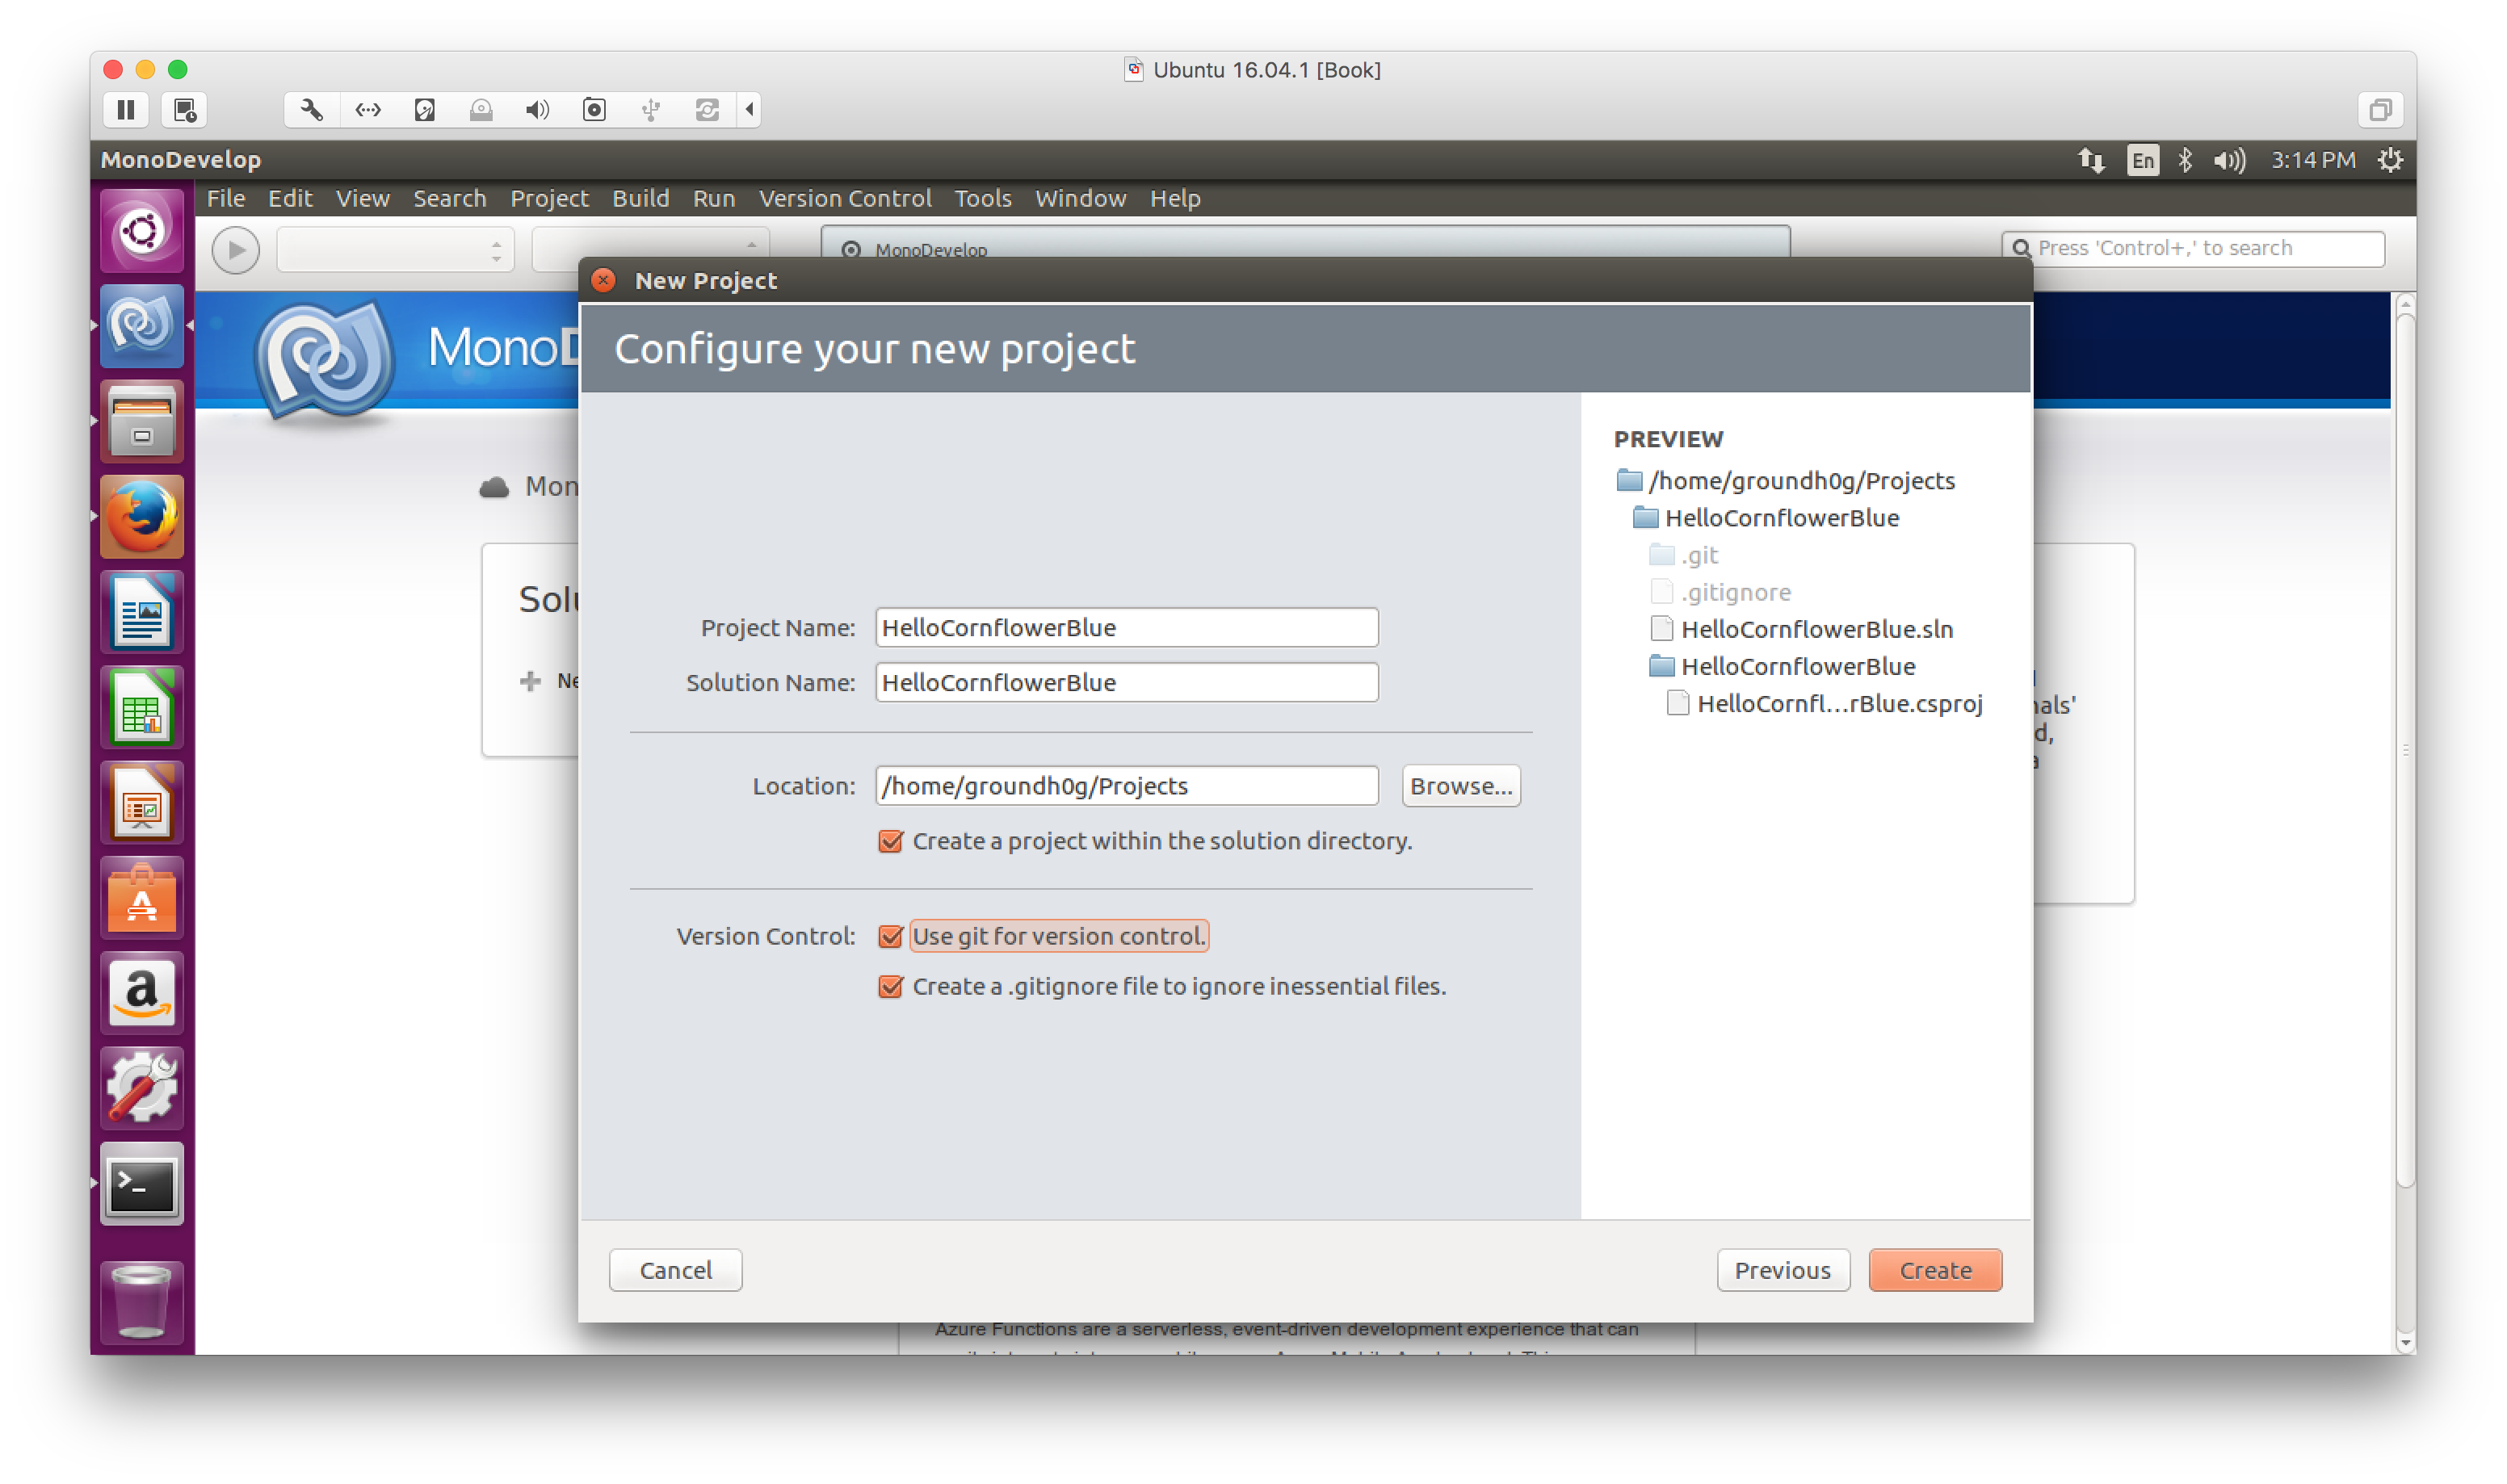 Ubuntu 16.04.1 [Book]
MonoDevelop
En
3:14 PM
File Edit View Search Project Build Run Version Control Tools Window Help
MonoDevelop
Press 'Control+,' to search
New Project
MonoD
Configure your new project
PREVIEW
/home/groundh0g/Projects
HelloCornflowerBlue
.git
.gitignore
HelloCornflowerBlue.sln
HelloCornflowerBlue
HelloCornfl...rBlue.csproj
Mon
Solu
Ne
Project Name: HelloCornflowerBlue
Solution Name: HelloCornflowerBlue
Location: /home/groundh0g/Projects Browse...
Create a project within the solution directory.
Version Control: Use git for version control.
Create a .gitignore file to ignore inessential files.
nals'
d,
a
Cancel Previous Create
Azure Functions are a serverless, event-driven development experience that can